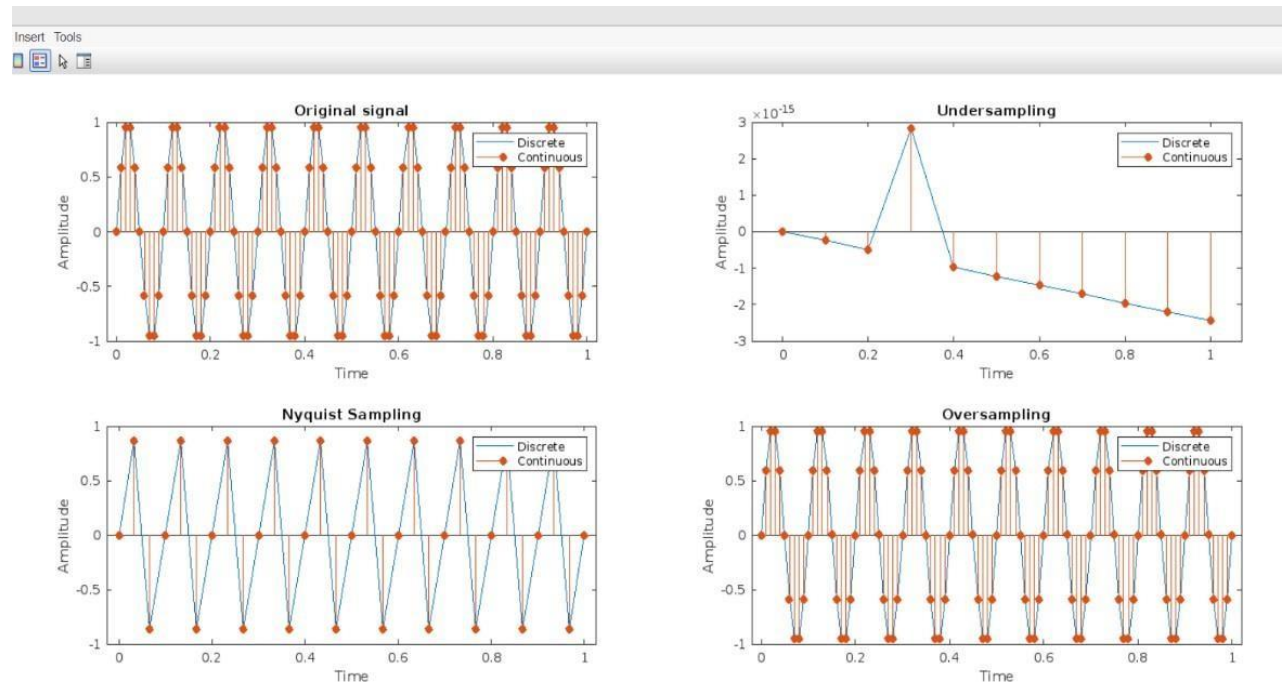 Insert Tools
Original signal
1
0.5
0
-0.5
-1
Amplitude
Discrete
Continuous
0 0.2 0.4 0.6 0.8 1
Time
Undersampling
×10-15
3
2
1
0
-1
-2
-3
Amplitude
Discrete
Continuous
0 0.2 0.4 0.6 0.8 1
Time
Nyquist Sampling
1
0.5
0
-0.5
-1
Amplitude
Discrete
Continuous
0 0.2 0.4 0.6 0.8 1
Time
Oversampling
1
0.5
0
-0.5
-1
Amplitude
Discrete
Continuous
0 0.2 0.4 0.6 0.8 1
Time